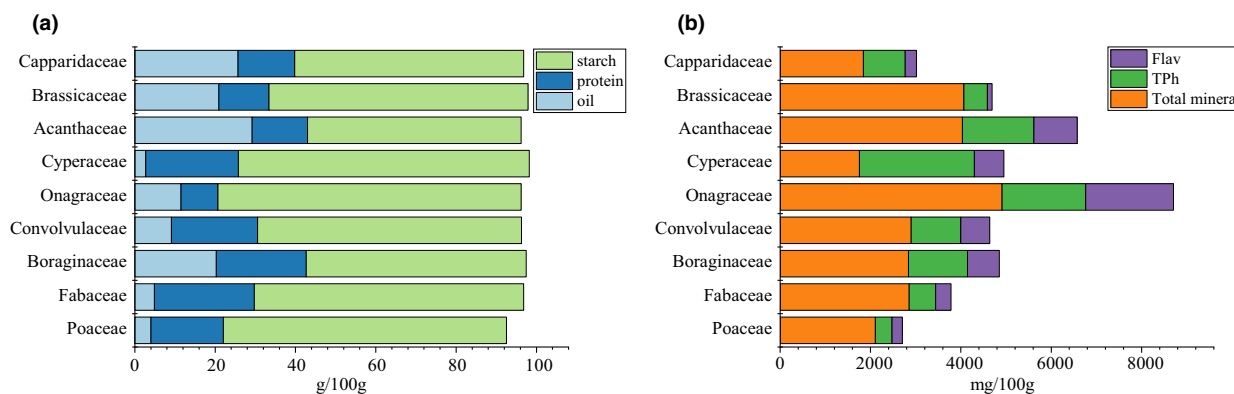 (a)
Capparidaceae
Brassicaceae
Acanthaceae
Cyperaceae
Onagraceae
Convolvulaceae
Boraginaceae
Fabaceae
Poaceae
starch
protein
oil
0 20 40 60 80 100
g/100g
(b)
Capparidaceae
Brassicaceae
Acanthaceae
Cyperaceae
Onagraceae
Convolvulaceae
Boraginaceae
Fabaceae
Poaceae
Flav
TPh
Total minera
0 2000 4000 6000 8000
mg/100g